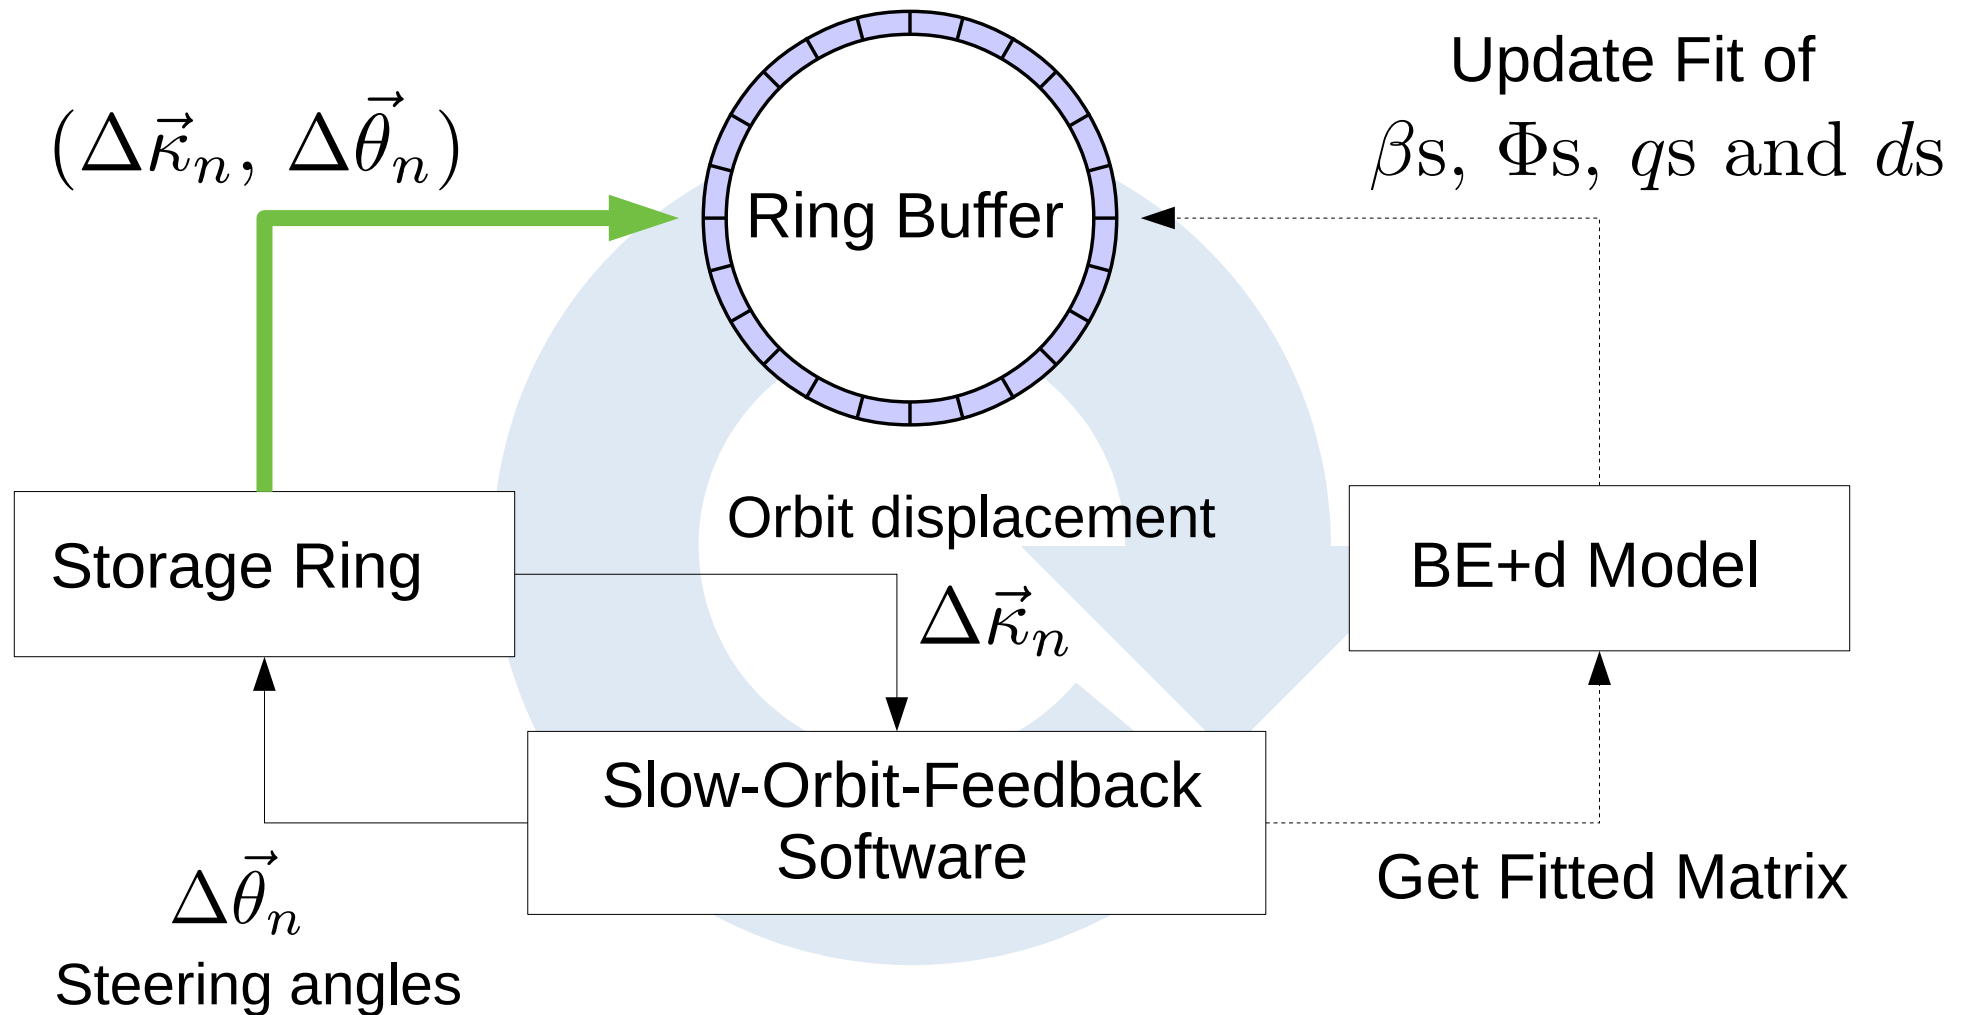 Update Fit of
βs, Φs, qs and ds
(Δκ⃗ₙ, Δθ⃗ₙ)
Ring Buffer
Orbit displacement
Δκ⃗ₙ
Storage Ring
BE+d Model
Slow-Orbit-Feedback
Software
Get Fitted Matrix
Δθ⃗ₙ
Steering angles